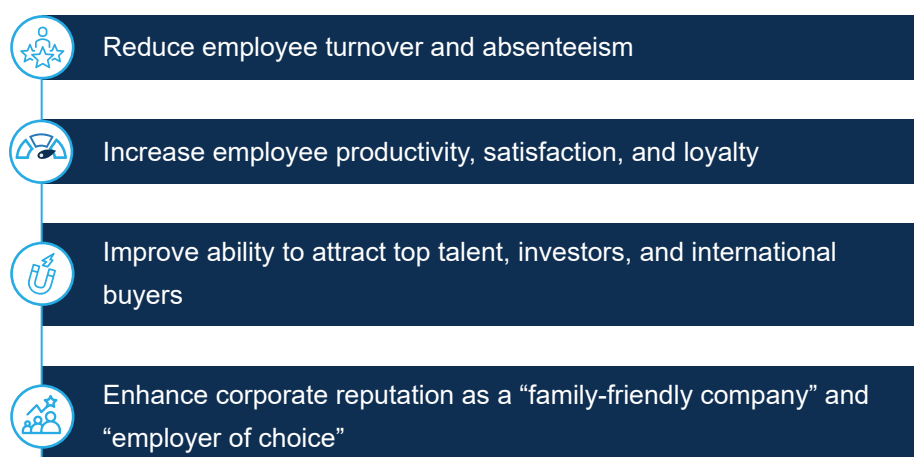 Reduce employee turnover and absenteeism
Increase employee productivity, satisfaction, and loyalty
Improve ability to attract top talent, investors, and international
buyers
Enhance corporate reputation as a “family-friendly company” and
“employer of choice”